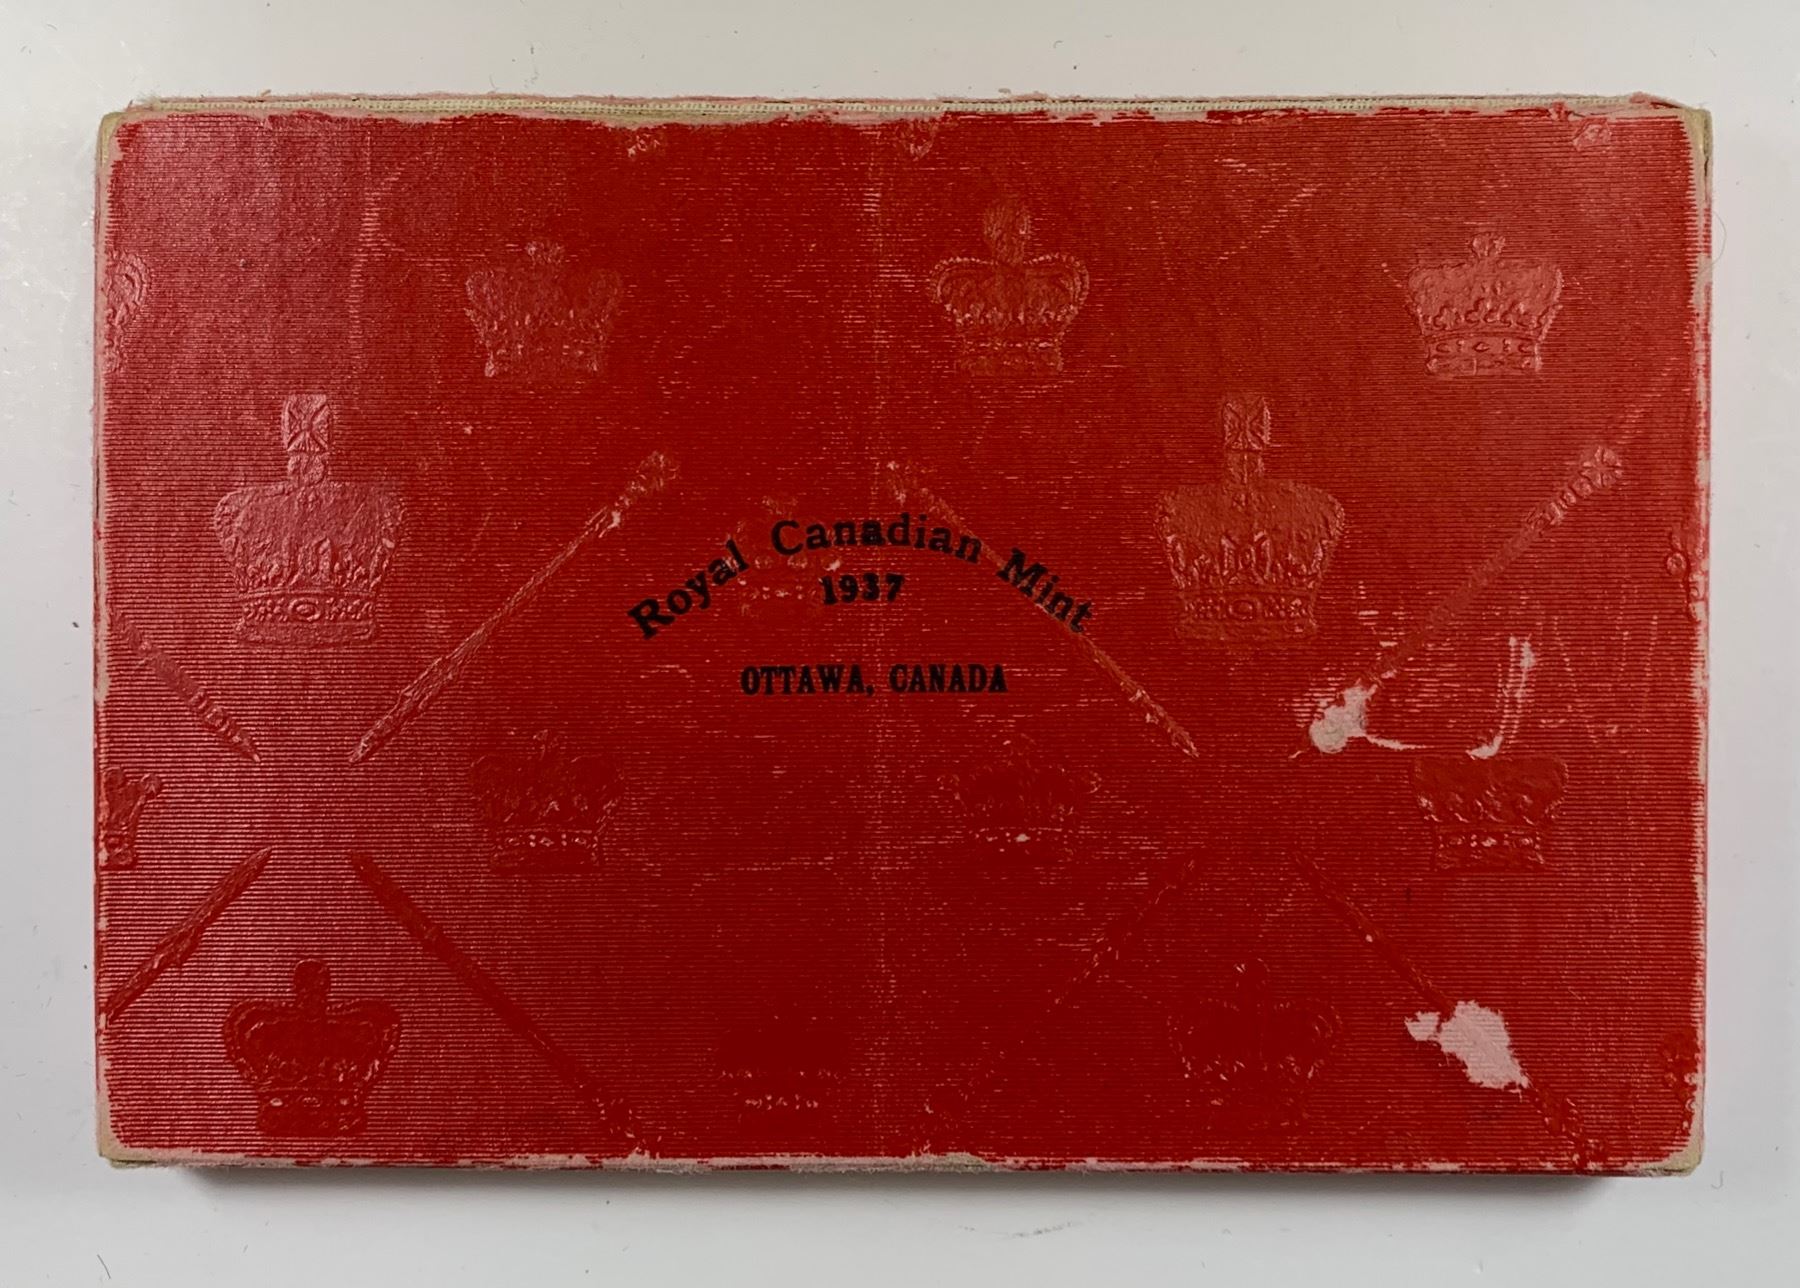 Royal Canadian Mint
1937
OTTAWA, CANADA